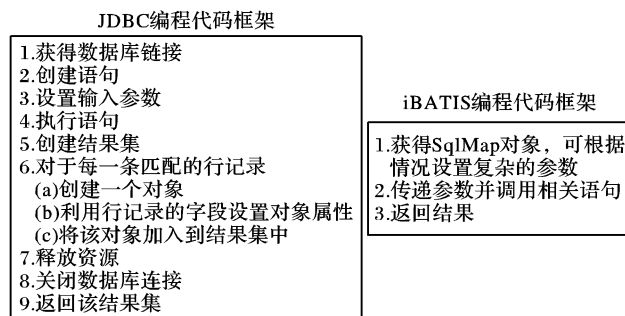 JDBC编程代码框架
1.获得数据库链接
2.创建语句
3.设置输入参数
4.执行语句
5.创建结果集
6.对于每一条匹配的行记录
(a)创建一个对象
(b)利用行记录的字段设置对象属性
(c)将该对象加入到结果集中
7.释放资源
8.关闭数据库连接
9.返回该结果集
iBATIS编程代码框架
1.获得SqlMap对象，可根据
情况设置复杂的参数
2.传递参数并调用相关语句
3.返回结果